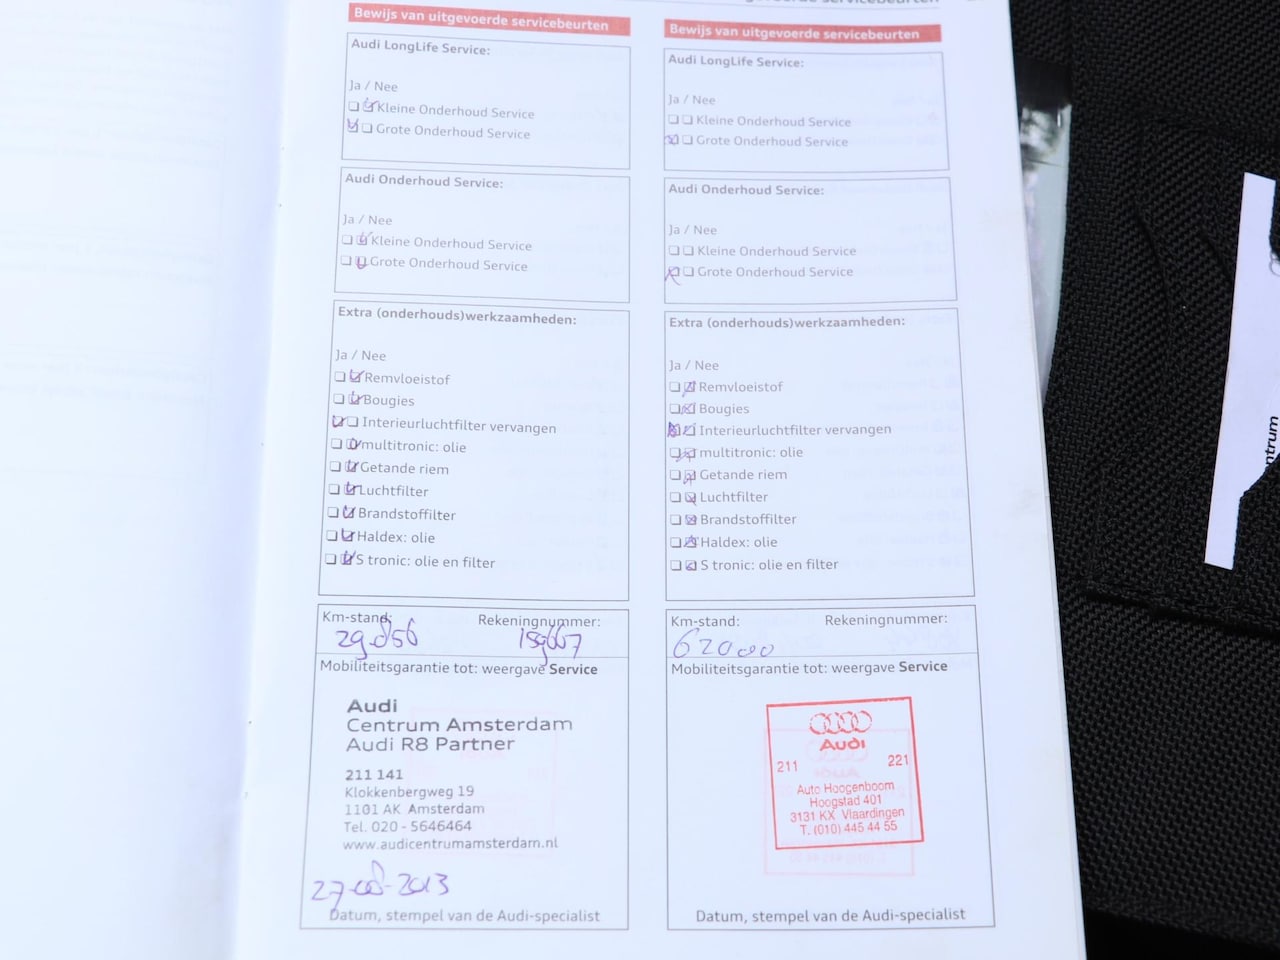 Bewijs van uitgevoerde servicebeurten
Audi LongLife Service:
Ja / Nee
Kleine Onderhoud Service
Grote Onderhoud Service
Audi Onderhoud Service:
Ja / Nee
Kleine Onderhoud Service
Grote Onderhoud Service
Extra (onderhouds)werkzaamheden:
Ja / Nee
Remvloeistof
Bougies
Interieurluchtfilter vervangen
multitronic: olie
Getande riem
Luchtfilter
Brandstoffilter
Haldex: olie
S tronic: olie en filter
Km-stand: Rekeningnummer:
29.856 159667
Mobiliteitsgarantie tot: weergave Service
Audi
Centrum Amsterdam
Audi R8 Partner
211 141
Klokkenbergweg 19
1101 AK Amsterdam
Tel. 020 - 5646464
www.audicentrumamsterdam.nl
27-08-2013
Datum, stempel van de Audi-specialist
servicebeurten
Bewijs van uitgevoerde servicebeurten
Audi LongLife Service:
Ja / Nee
Kleine Onderhoud Service
Grote Onderhoud Service
Audi Onderhoud Service:
Ja / Nee
Kleine Onderhoud Service
Grote Onderhoud Service
Extra (onderhouds)werkzaamheden:
Ja / Nee
Remvloeistof
Bougies
Interieurluchtfilter vervangen
multitronic: olie
Getande riem
Luchtfilter
Brandstoffilter
Haldex: olie
S tronic: olie en filter
Km-stand: Rekeningnummer:
62000
Mobiliteitsgarantie tot: weergave Service
Audi
211 221
Auto Hoogenboom
Hoogstad 401
3131 KX Vlaardingen
T. (010) 445 44 55
Datum, stempel van de Audi-specialist